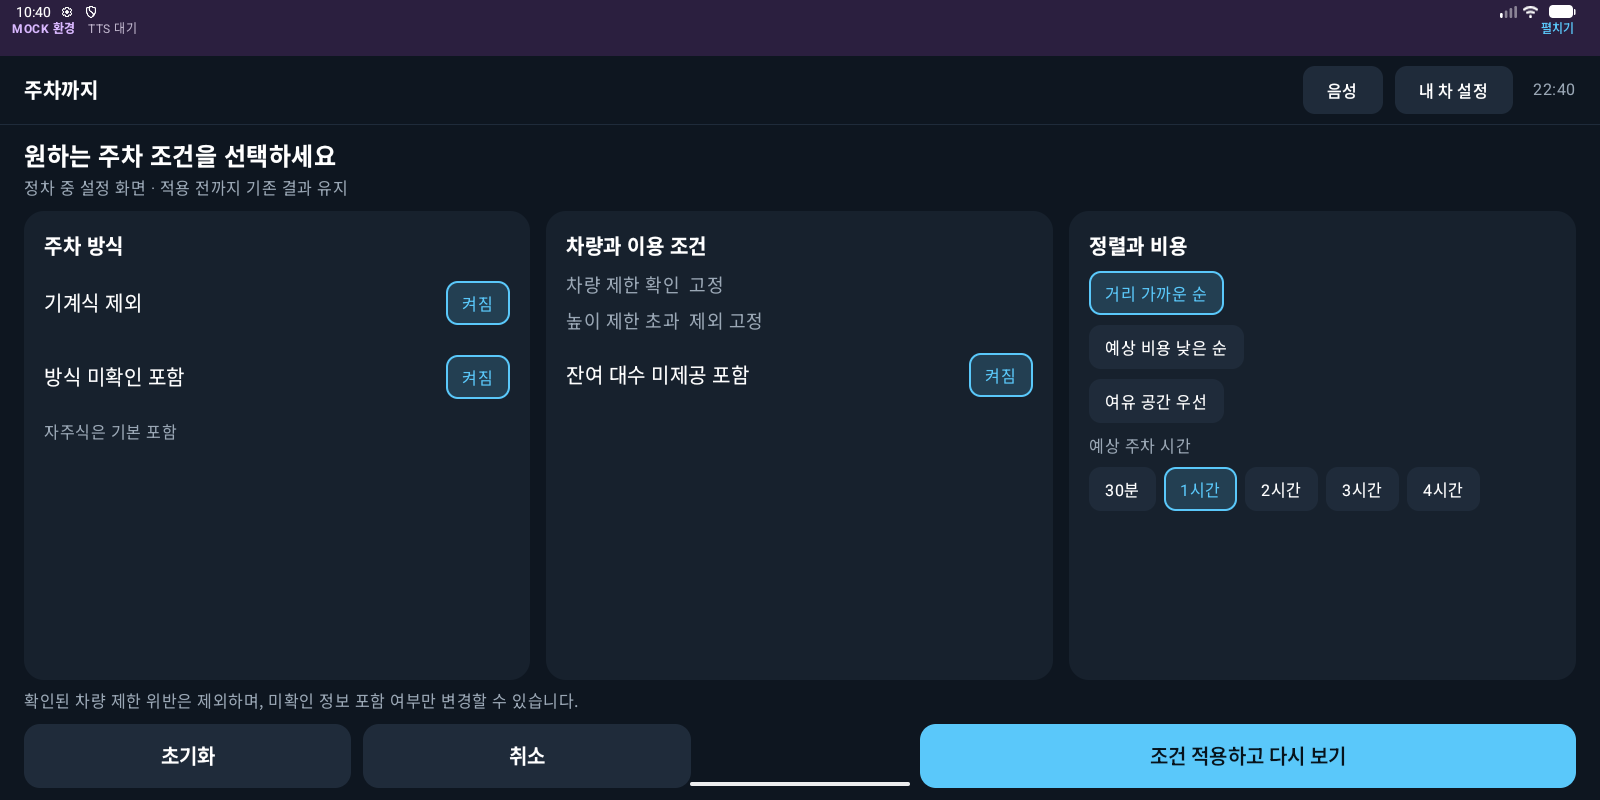 10:40
MOCK 환경 TTS 대기
펼치기
주차까지
음성
내 차 설정
22:40
원하는 주차 조건을 선택하세요
정차 중 설정 화면 · 적용 전까지 기존 결과 유지
주차 방식
기계식 제외
켜짐
방식 미확인 포함
켜짐
자주식은 기본 포함
차량과 이용 조건
차량 제한 확인 고정
높이 제한 초과 제외 고정
잔여 대수 미제공 포함
켜짐
정렬과 비용
거리 가까운 순
예상 비용 낮은 순
여유 공간 우선
예상 주차 시간
30분 1시간 2시간 3시간 4시간
확인된 차량 제한 위반은 제외하며, 미확인 정보 포함 여부만 변경할 수 있습니다.
초기화
취소
조건 적용하고 다시 보기